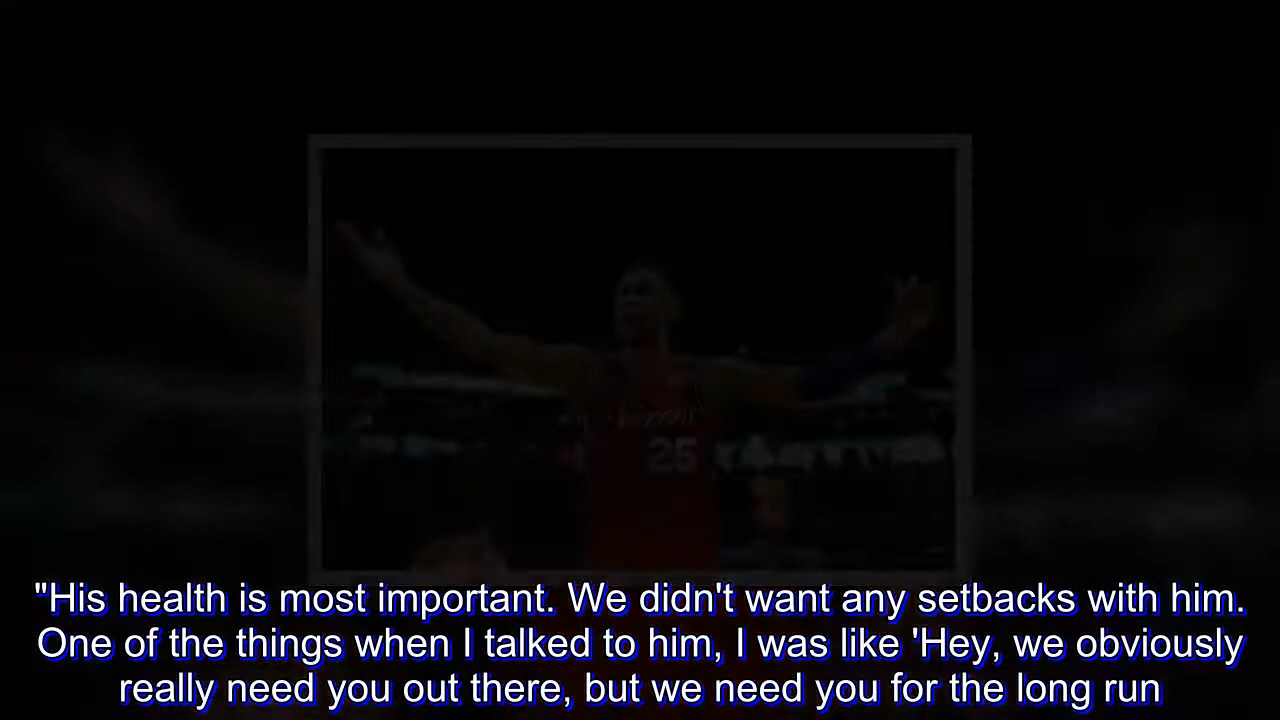 25
"His health is most important. We didn't want any setbacks with him.
One of the things when I talked to him, I was like 'Hey, we obviously
really need you out there, but we need you for the long run